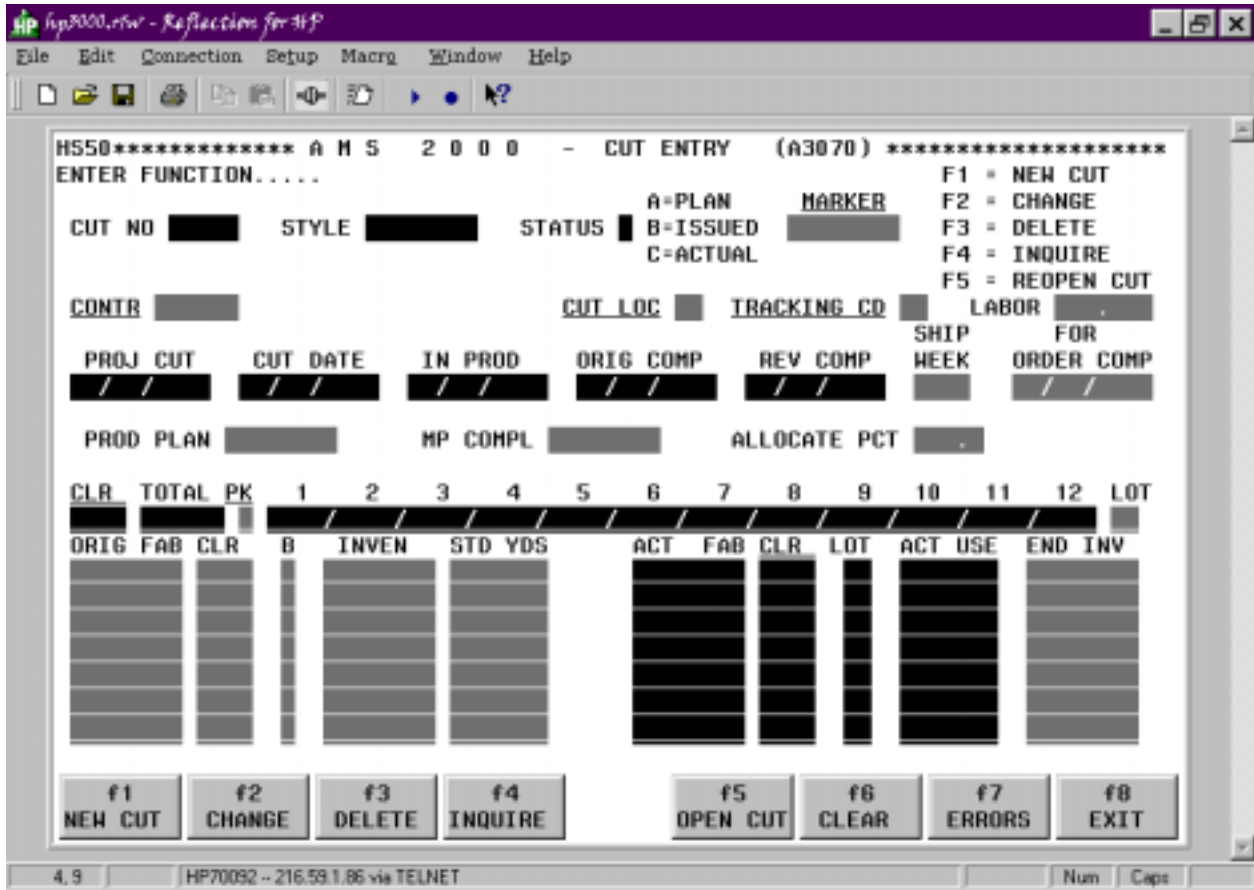 hp3000.rfw - Reflection for HP
File Edit Connection Setup Macro Window Help
HS50************* A M S 2 0 0 0 - CUT ENTRY (A3070) ********************
ENTER FUNCTION..... F1 = NEW CUT
A=PLAN MARKER F2 = CHANGE
CUT NO STYLE STATUS B=ISSUED F3 = DELETE
C=ACTUAL F4 = INQUIRE
F5 = REOPEN CUT
CONTR CUT LOC TRACKING CD LABOR .
SHIP FOR
PROJ CUT CUT DATE IN PROD ORIG COMP REV COMP WEEK ORDER COMP
/ / / / / / / / / / / /
PROD PLAN MP COMPL ALLOCATE PCT .
CLR TOTAL PK 1 2 3 4 5 6 7 8 9 10 11 12 LOT
/ / / / / / / / / / /
ORIG FAB CLR B INVEN STD YDS ACT FAB CLR LOT ACT USE END INV
f1 f2 f3 f4 f5 f6 f7 f8
NEW CUT CHANGE DELETE INQUIRE OPEN CUT CLEAR ERRORS EXIT
4, 9 HP70092 -- 216.59.1.86 via TELNET Num Caps